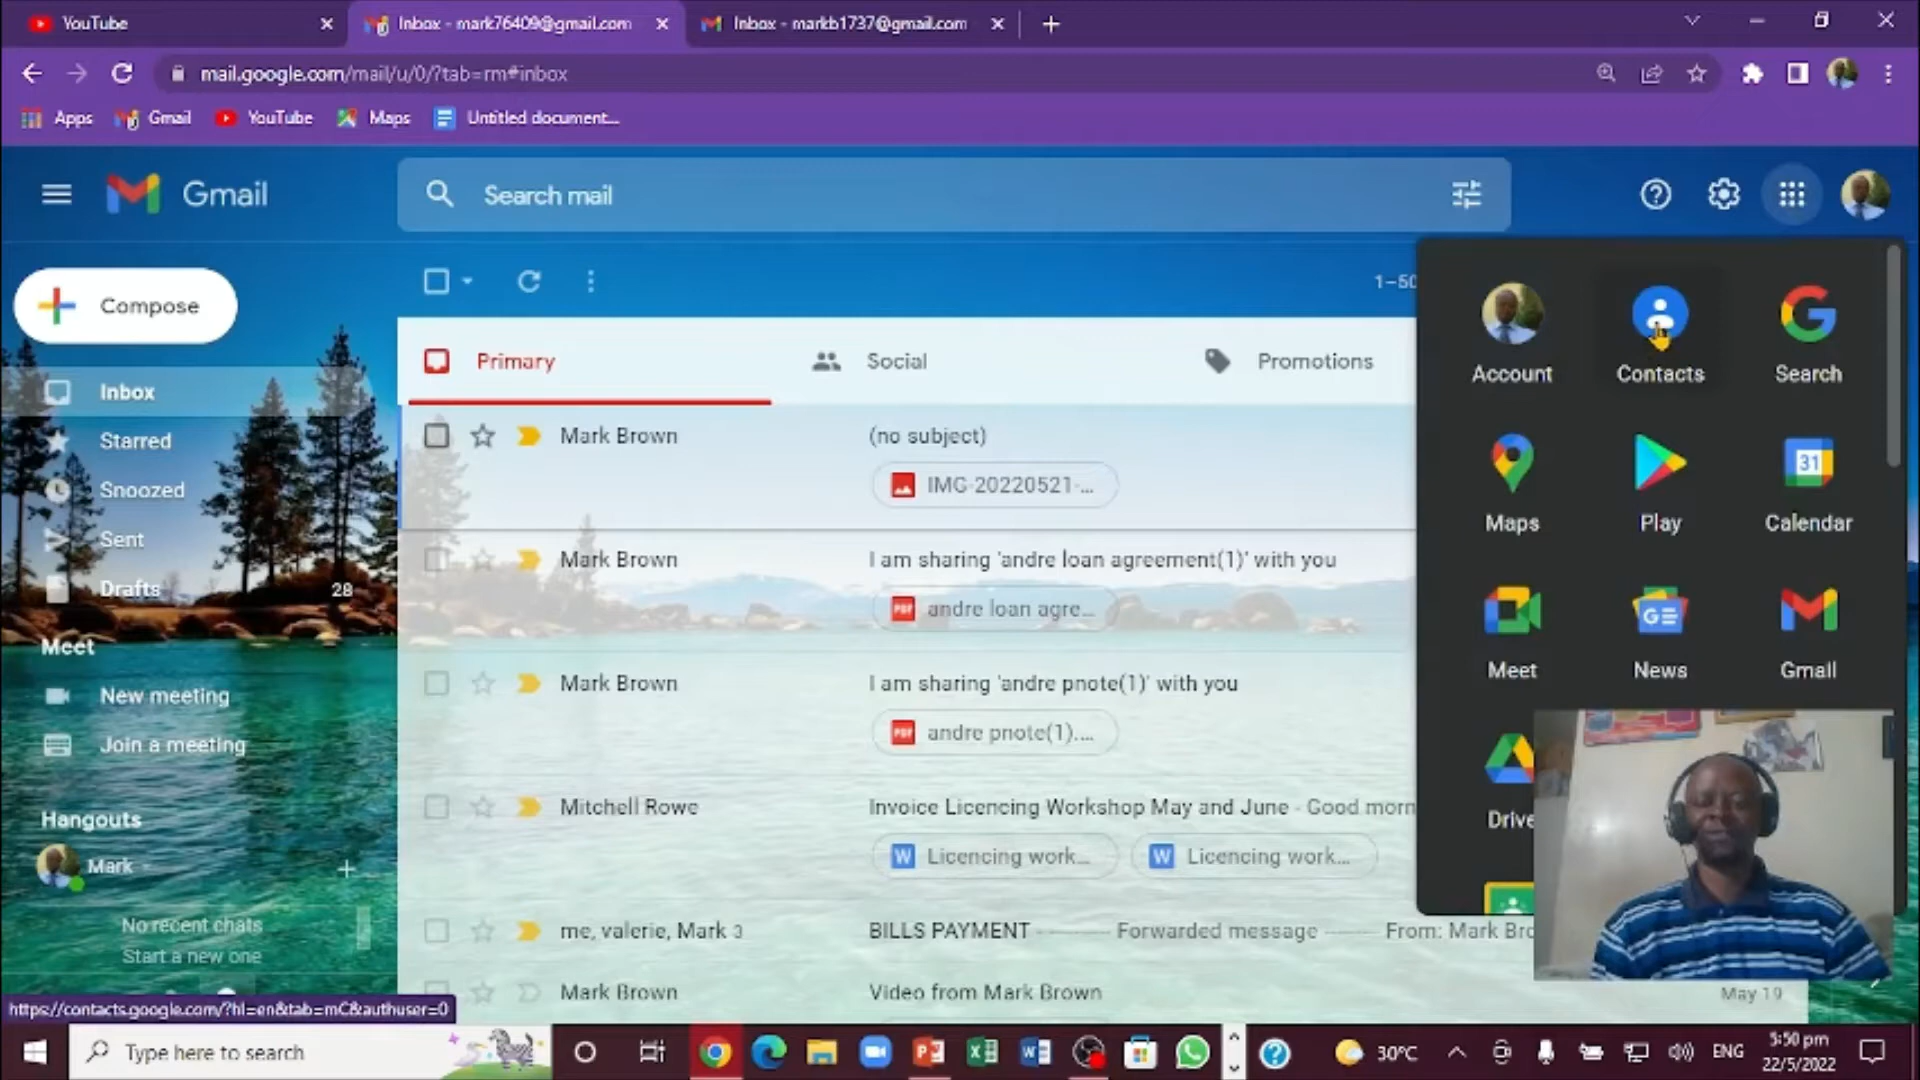 YouTube
Inbox - mark76409@gmail.com
Inbox - markb1737@gmail.com
mail.google.com/mail/u/0/?tab=rm#inbox
Apps
Gmail
YouTube
Maps
Untitled document...
Gmail
Search mail
Compose
1–50
Inbox
Starred
Snoozed
Sent
Drafts
28
Meet
New meeting
Join a meeting
Hangouts
Mark
No recent chats
Start a new one
Primary
Social
Promotions
Mark Brown
(no subject)
IMG-20220521-...
Mark Brown
I am sharing 'andre loan agreement(1)' with you
PDF
andre loan agre...
Mark Brown
I am sharing 'andre pnote(1)' with you
PDF
andre pnote(1)....
Mitchell Rowe
Invoice Licencing Workshop May and June - Good morn
W
Licencing work...
W
Licencing work...
me, valerie, Mark 3
BILLS PAYMENT
Forwarded message
From: Mark Bro
Mark Brown
Video from Mark Brown
May 19
Account
Contacts
Search
Maps
Play
31
Calendar
Meet
News
Gmail
Drive
https://contacts.google.com/?hl=en&tab=mC&authuser=0
Type here to search
30°C
ENG
5:50 pm
22/5/2022